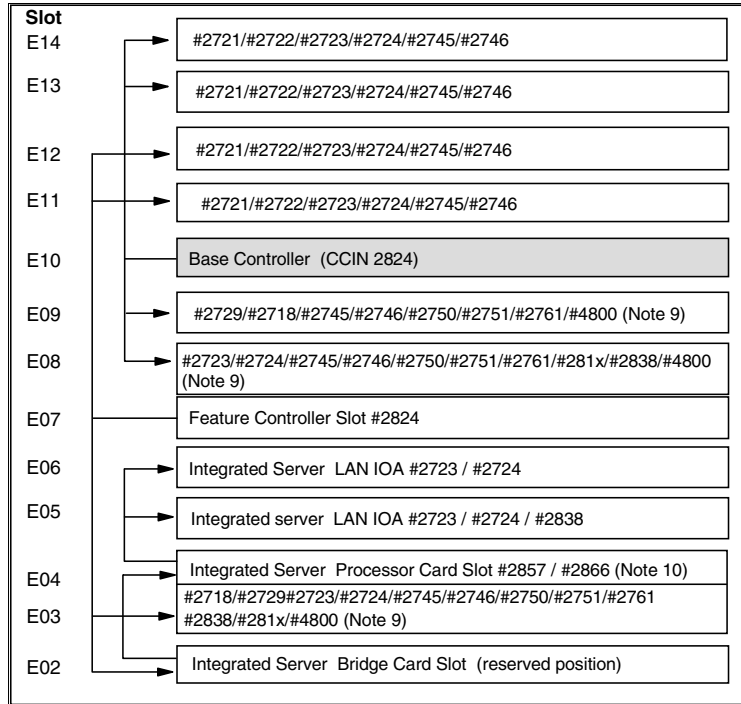 Slot
E14 #2721/#2722/#2723/#2724/#2745/#2746
E13 #2721/#2722/#2723/#2724/#2745/#2746
E12 #2721/#2722/#2723/#2724/#2745/#2746
E11 #2721/#2722/#2723/#2724/#2745/#2746
E10 Base Controller (CCIN 2824)
E09 #2729/#2718/#2745/#2746/#2750/#2751/#2761/#4800 (Note 9)
E08 #2723/#2724/#2745/#2746/#2750/#2751/#2761/#281x/#2838/#4800
(Note 9)
E07 Feature Controller Slot #2824
E06 Integrated Server LAN IOA #2723 / #2724
E05 Integrated server LAN IOA #2723 / #2724 / #2838
E04 Integrated Server Processor Card Slot #2857 / #2866 (Note 10)
#2718/#2729#2723/#2724/#2745/#2746/#2750/#2751/#2761
E03 #2838/#281x/#4800 (Note 9)
E02 Integrated Server Bridge Card Slot (reserved position)